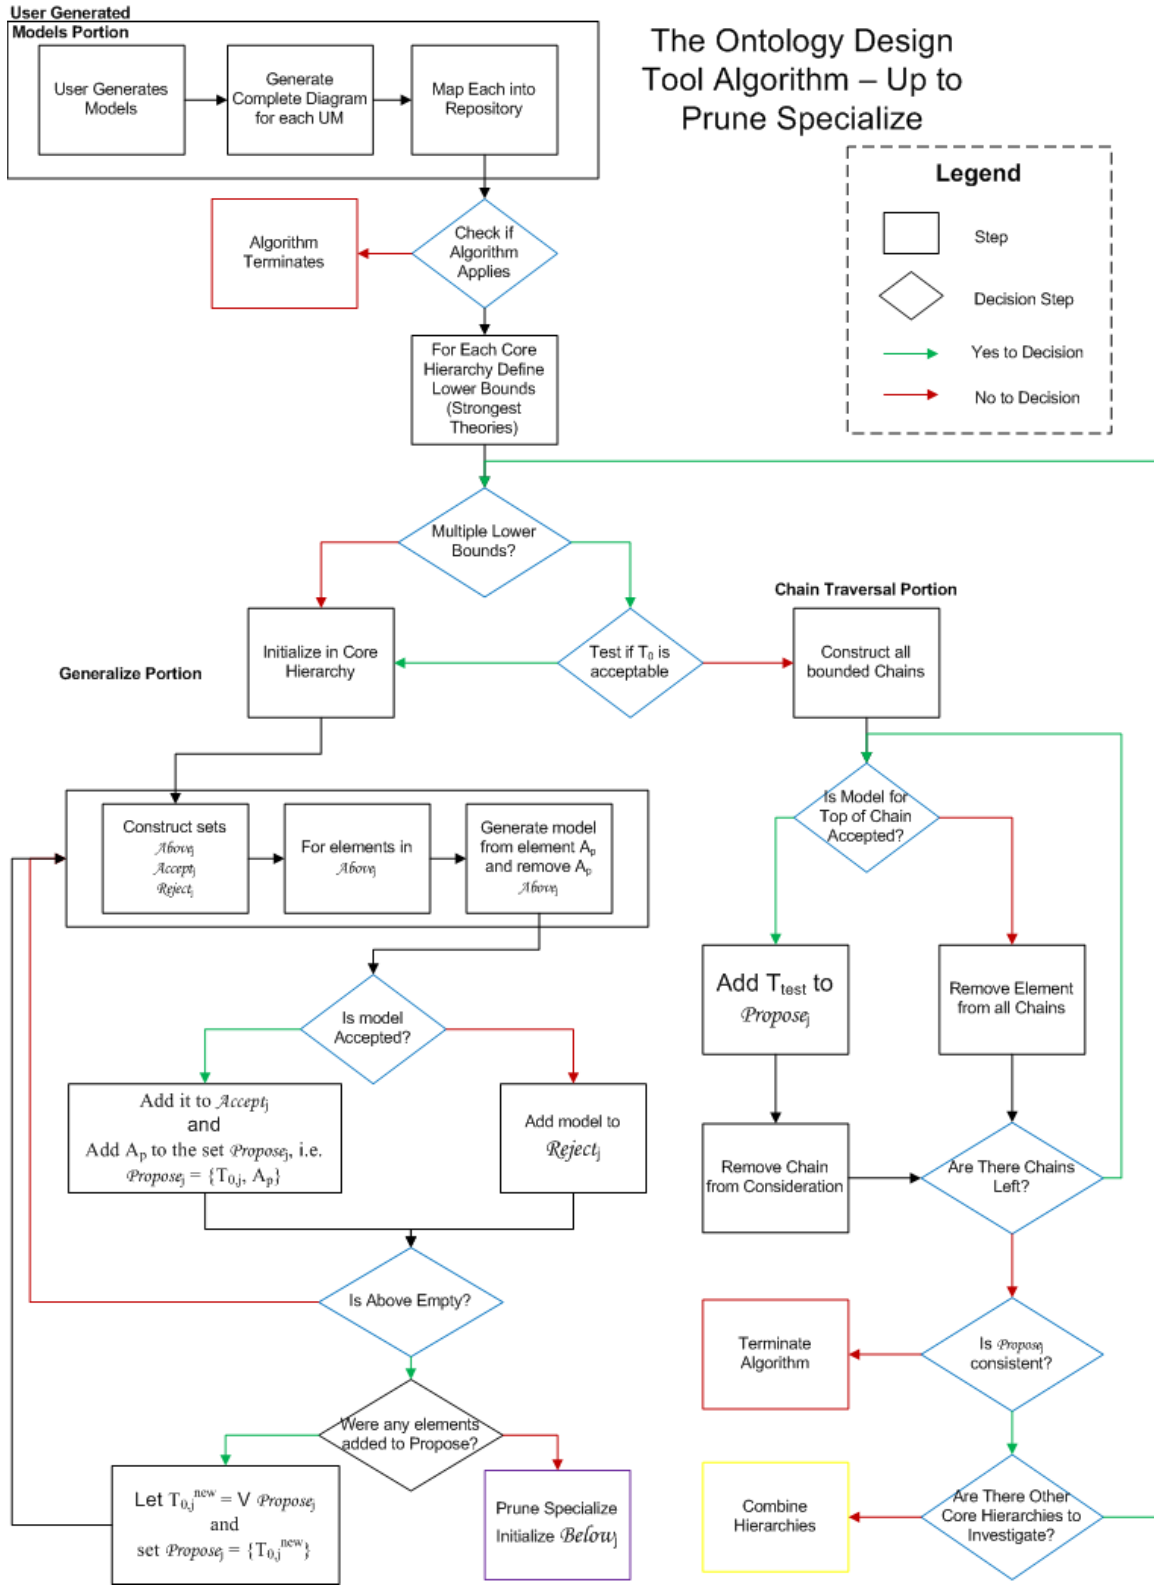 User Generated
Models Portion
The Ontology Design
Tool Algorithm – Up to
Prune Specialize
User Generates
Models
Generate
Complete Diagram
for each UM
Map Each into
Repository
Legend
Step
Decision Step
Yes to Decision
No to Decision
Algorithm
Terminates
Check if
Algorithm
Applies
For Each Core
Hierarchy Define
Lower Bounds
(Strongest
Theories)
Multiple Lower
Bounds?
Chain Traversal Portion
Initialize in Core
Hierarchy
Test if T₀ is
acceptable
Construct all
bounded Chains
Generalize Portion
Construct sets
Aboveⱼ
Acceptⱼ
Rejectⱼ
For elements in
Aboveⱼ
Generate model
from element Aₚ
and remove Aₚ
Aboveⱼ
Is Model for
Top of Chain
Accepted?
Add T_test to
Proposeⱼ
Remove Element
from all Chains
Is model
Accepted?
Add it to Acceptⱼ
and
Add Aₚ to the set Proposeⱼ, i.e.
Proposeⱼ = {T₀,ⱼ, Aₚ}
Add model to
Rejectⱼ
Remove Chain
from Consideration
Are There Chains
Left?
Is Above Empty?
Terminate
Algorithm
Is Proposeⱼ
consistent?
Were any elements
added to Propose?
Let T₀,ⱼⁿᵉʷ = V Proposeⱼ
and
set Proposeⱼ = {T₀,ⱼⁿᵉʷ}
Prune Specialize
Initialize Belowⱼ
Combine
Hierarchies
Are There Other
Core Hierarchies to
Investigate?